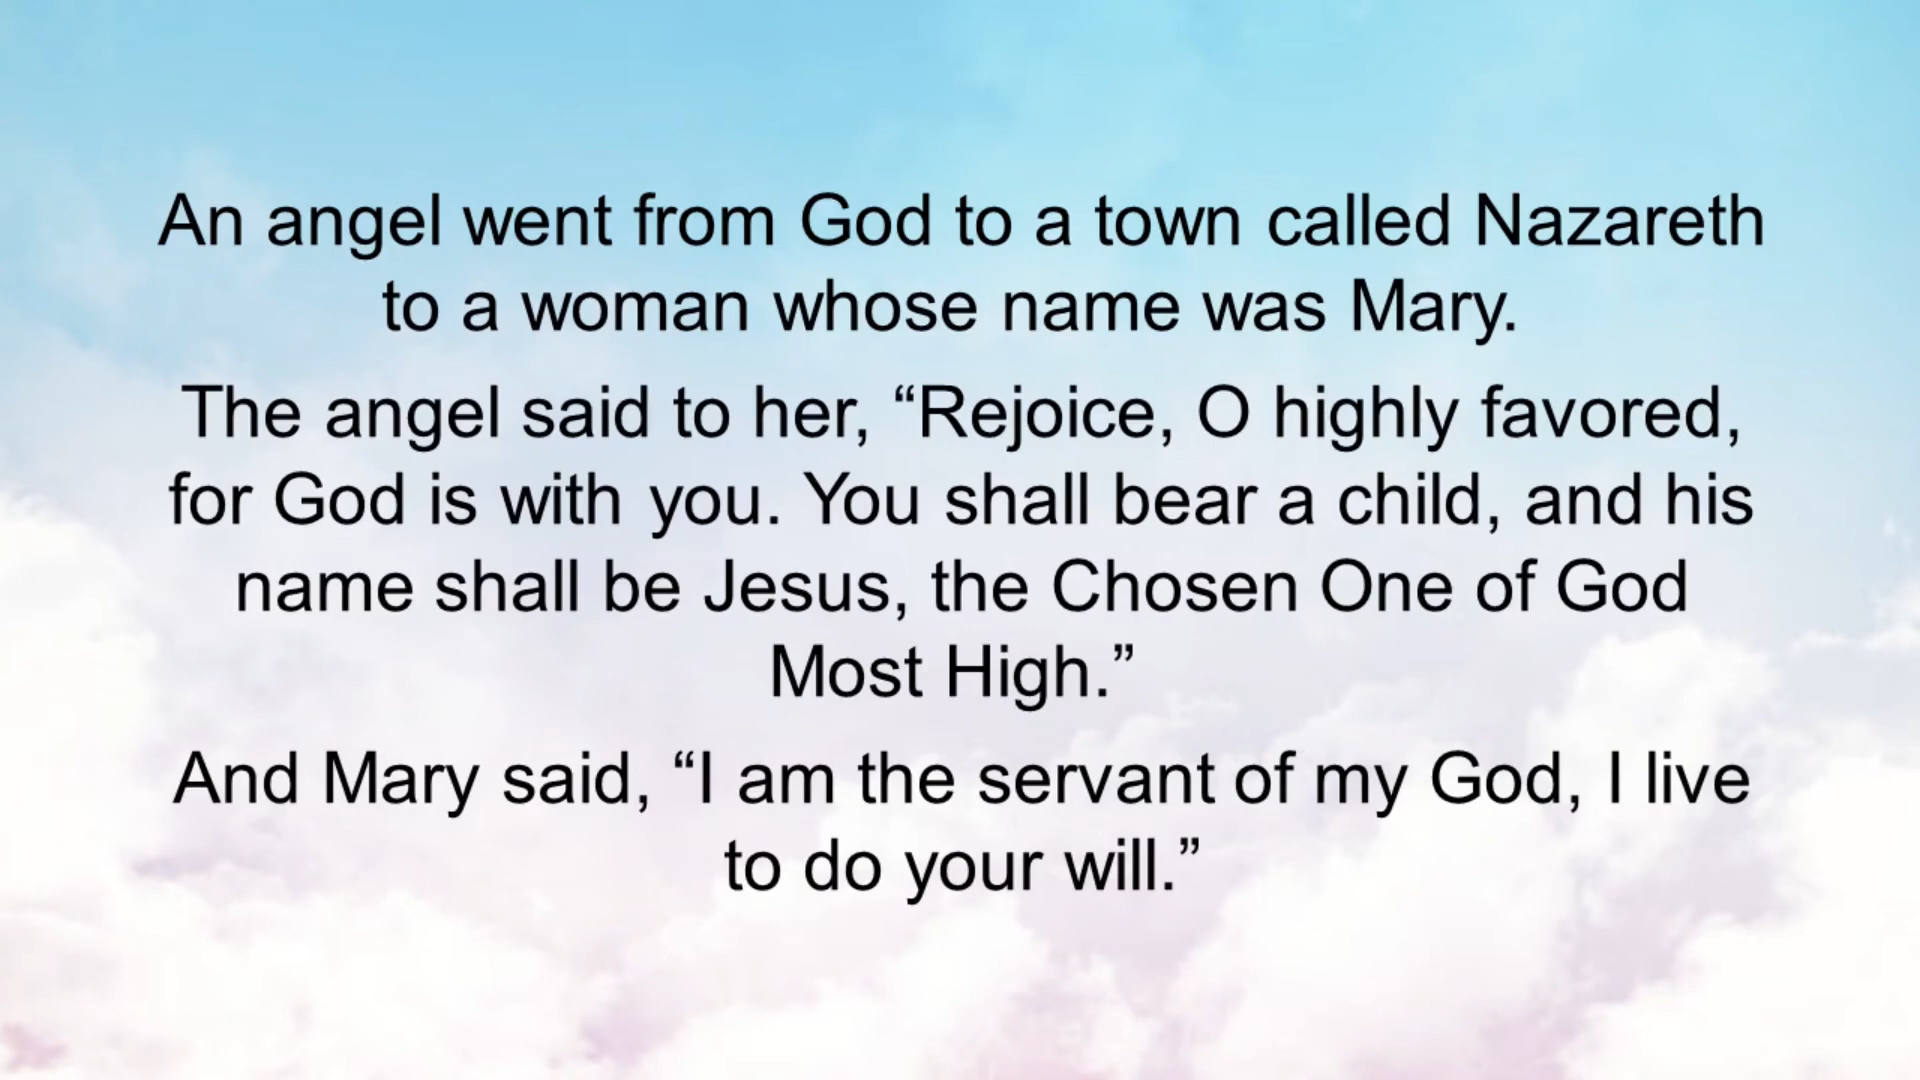 An angel went from God to a town called Nazareth
to a woman whose name was Mary.
The angel said to her, “Rejoice, O highly favored,
for God is with you. You shall bear a child, and his
name shall be Jesus, the Chosen One of God
Most High.”
And Mary said, “I am the servant of my God, I live
to do your will.”